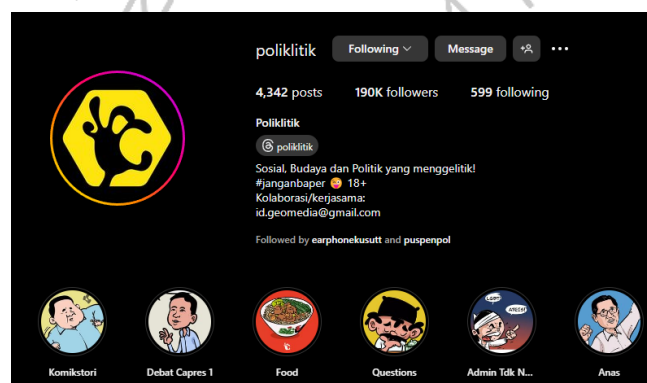 poliklitik Following Message
4,342 posts 190K followers 599 following
Poliklitik
poliklitik
Sosial, Budaya dan Politik yang menggelitik!
#janganbaper 😜 18+
Kolaborasi/kerjasama:
id.geomedia@gmail.com
Followed by earphonekusutt and puspenpol
Komikstori Debat Capres 1 Food Questions Admin Tdk N... Anas